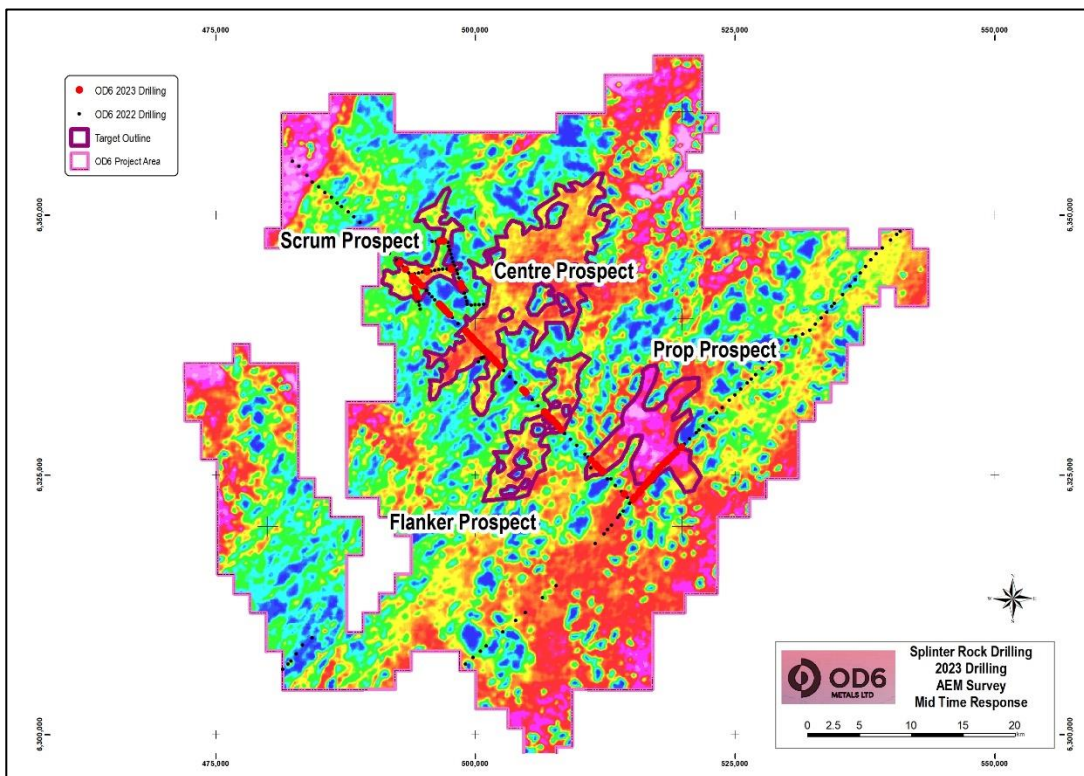 475,000
500,000
525,000
550,000
OD6 2023 Drilling
OD6 2022 Drilling
Target Outline
OD6 Project Area
6,350,000
6,350,000
Scrum Prospect
Centre Prospect
Prop Prospect
6,325,000
6,325,000
Flanker Prospect
N
W
E
S
Splinter Rock Drilling
2023 Drilling
AEM Survey
Mid Time Response
OD6
METALS LTD
0 2.5 5 10 15 20
km
6,300,000
6,300,000
475,000
500,000
525,000
550,000